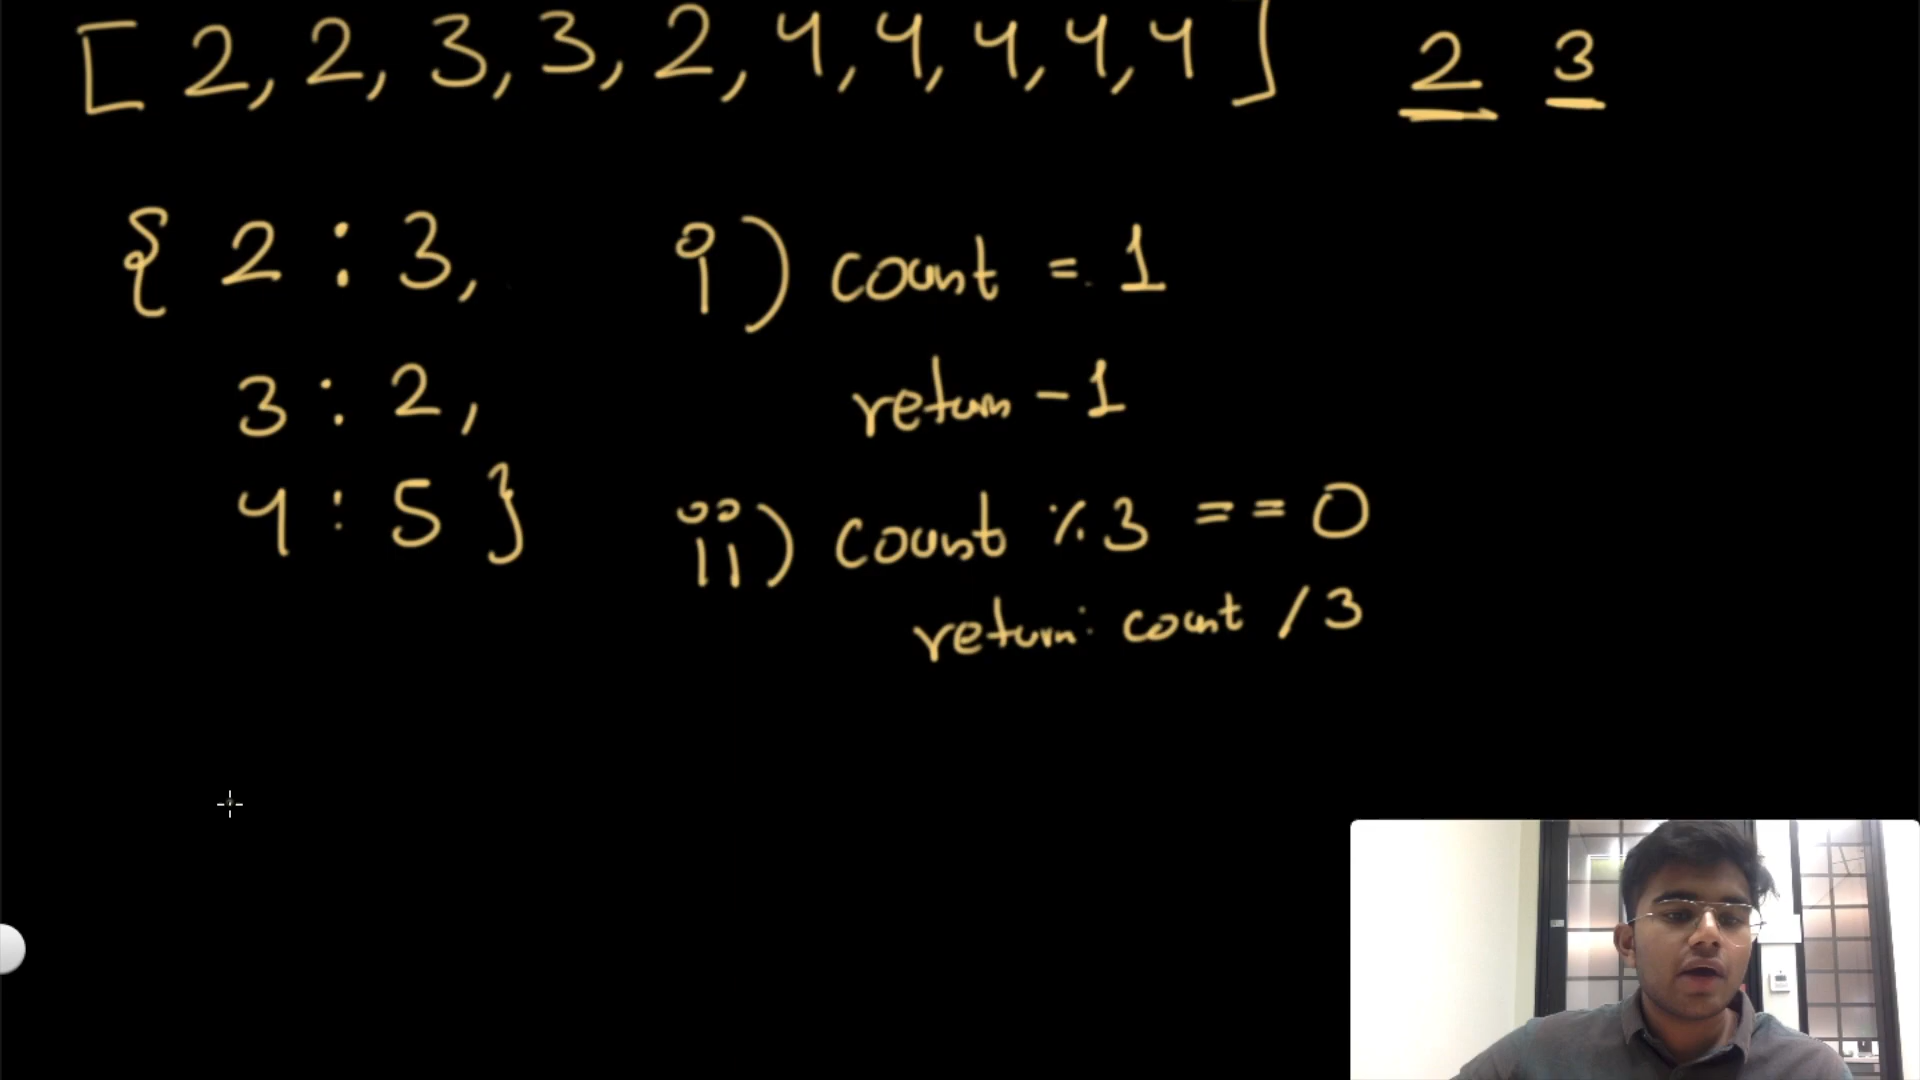 [ 2, 2, 3, 3, 2, 4, 4, 4, 4, 4 ] 2 3
{ 2 : 3,
3 : 2,
4 : 5 }
i) count = 1
return -1
ii) count % 3 == 0
return: count / 3